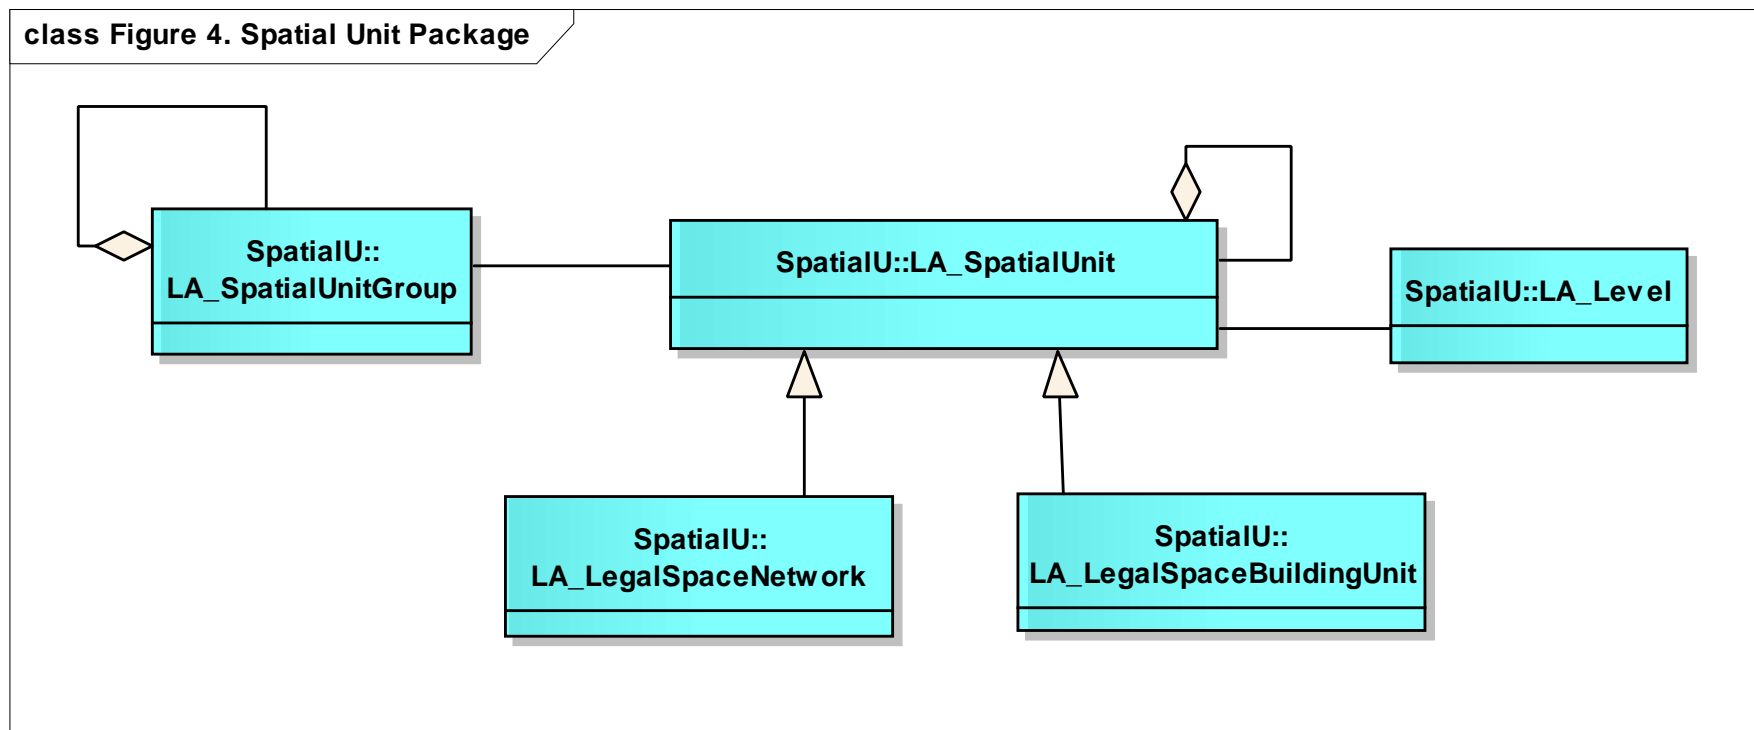 class Figure 4. Spatial Unit Package
SpatialU::
LA_SpatialUnitGroup
SpatialU::LA_SpatialUnit
SpatialU::LA_Level
SpatialU::
LA_LegalSpaceNetwork
SpatialU::
LA_LegalSpaceBuildingUnit